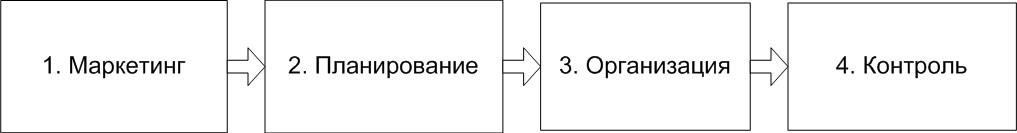 1. Маркетинг
2. Планирование
3. Организация
4. Контроль